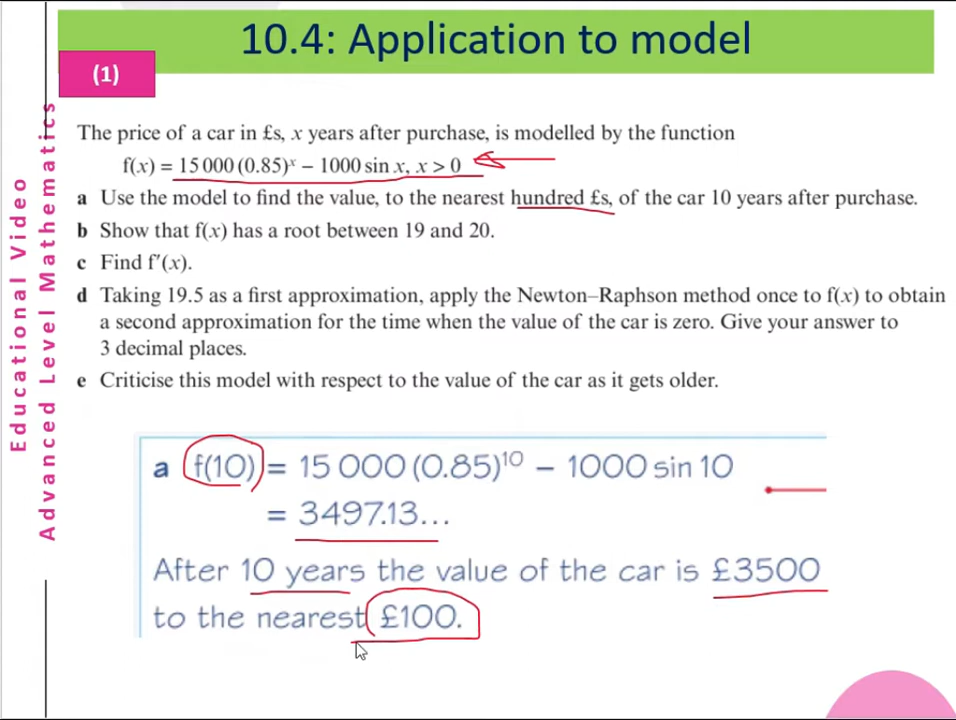 10.4: Application to model
(1)
Educational Video
Advanced Level Mathematics
The price of a car in £s, x years after purchase, is modelled by the function
f(x) = 15 000 (0.85)ˣ − 1000 sin x, x > 0
a Use the model to find the value, to the nearest hundred £s, of the car 10 years after purchase.
b Show that f(x) has a root between 19 and 20.
c Find f′(x).
d Taking 19.5 as a first approximation, apply the Newton–Raphson method once to f(x) to obtain
a second approximation for the time when the value of the car is zero. Give your answer to
3 decimal places.
e Criticise this model with respect to the value of the car as it gets older.
a f(10) = 15 000 (0.85)¹⁰ − 1000 sin 10
= 3497.13...
After 10 years the value of the car is £3500
to the nearest £100.